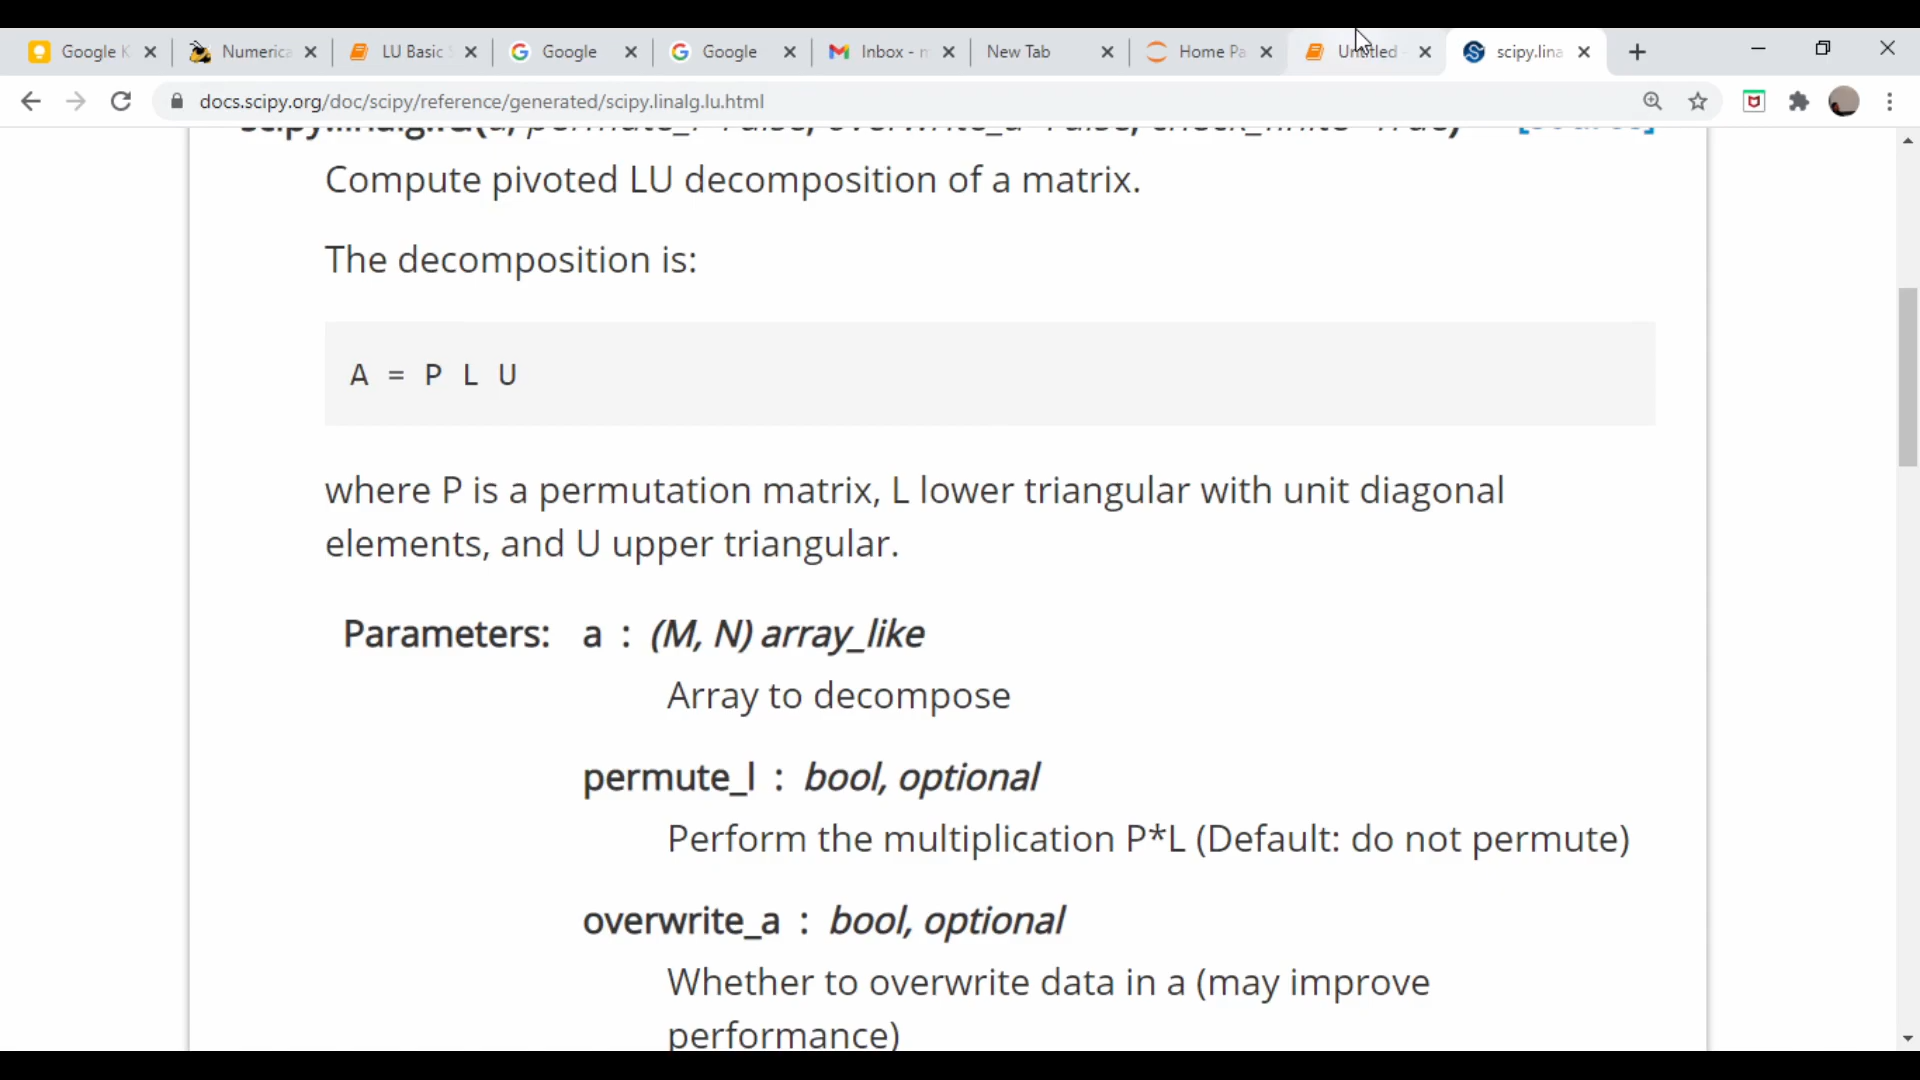 Google K
Numerica
LU Basic S
Google
Google
Inbox - m
New Tab
Home Pa
Untitled -
scipy.lina
docs.scipy.org/doc/scipy/reference/generated/scipy.linalg.lu.html
Compute pivoted LU decomposition of a matrix.
The decomposition is:
A = P L U
where P is a permutation matrix, L lower triangular with unit diagonal
elements, and U upper triangular.
Parameters: a : (M, N) array_like
Array to decompose
permute_l : bool, optional
Perform the multiplication P*L (Default: do not permute)
overwrite_a : bool, optional
Whether to overwrite data in a (may improve
performance)